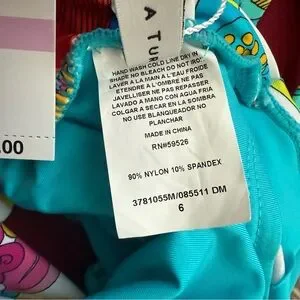 A TU
.00
HAND WASH COLD LINE DRY IN
SHADE NO BLEACH DO NOT IRON
LAVER A LA MAIN A L'EAU FROIDE
ETENDRE A L'OMBRE PAS
JAVELLISER NE PAS REPASSER
LAVADO A MANO CON AGUA FRIA
COLGAR A SECAR EN LA SOMBRA
NO USE BLANQUEADOR
NO PLANCHAR
MADE IN CHINA
RN#59526
90% NYLON 10% SPANDEX
3781055M/085511 DM
6